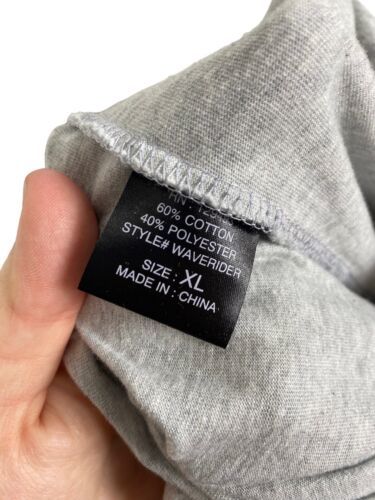 60% COTTON
40% POLYESTER
STYLE# WAVERIDER
SIZE : XL
MADE IN : CHINA